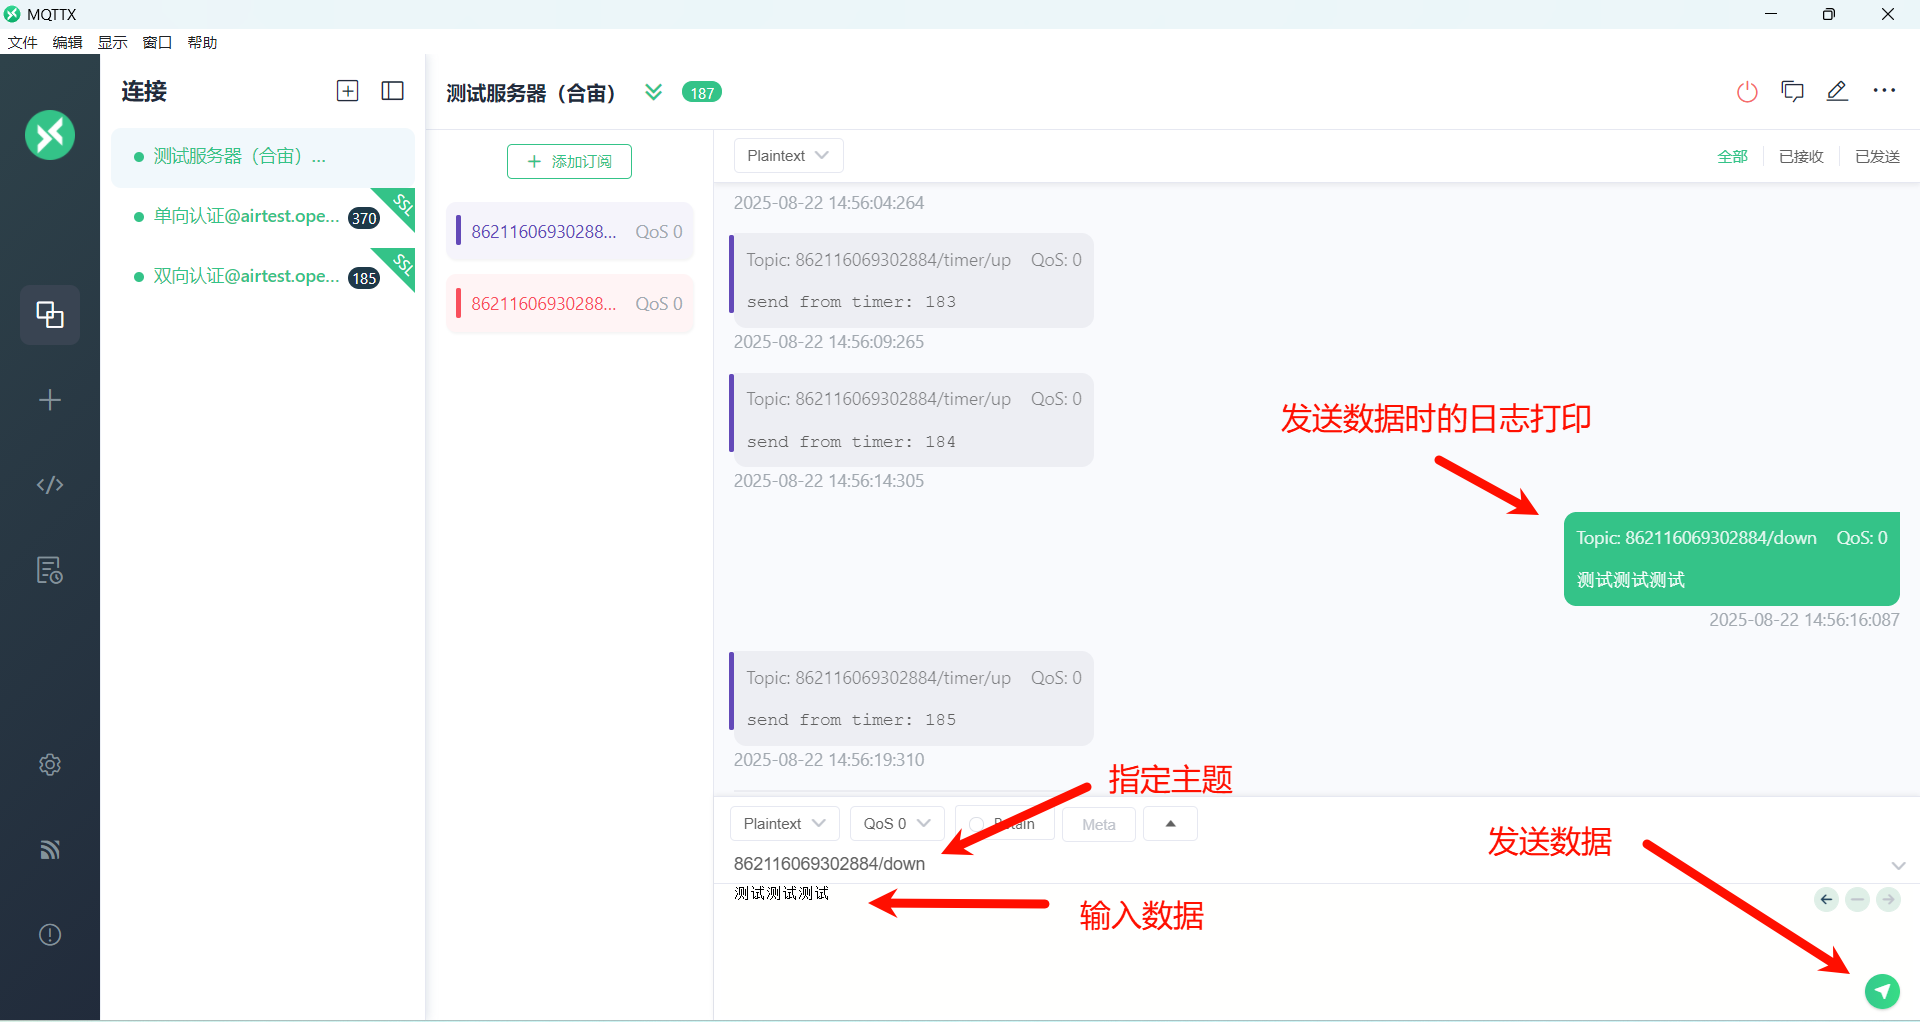 MQTTX
文件 编辑 显示 窗口 帮助
连接
测试服务器（合宙）...
单向认证@airtest.ope... 370 SSL
双向认证@airtest.ope... 185 SSL
测试服务器（合宙） 187
添加订阅
86211606930288... QoS 0
86211606930288... QoS 0
Plaintext
全部 已接收 已发送
2025-08-22 14:56:04:264
Topic: 862116069302884/timer/up QoS: 0
send from timer: 183
2025-08-22 14:56:09:265
Topic: 862116069302884/timer/up QoS: 0
send from timer: 184
2025-08-22 14:56:14:305
发送数据时的日志打印
Topic: 862116069302884/down QoS: 0
测试测试测试
2025-08-22 14:56:16:087
Topic: 862116069302884/timer/up QoS: 0
send from timer: 185
2025-08-22 14:56:19:310
指定主题
Plaintext QoS 0 Retain Meta
862116069302884/down
发送数据
测试测试测试
输入数据